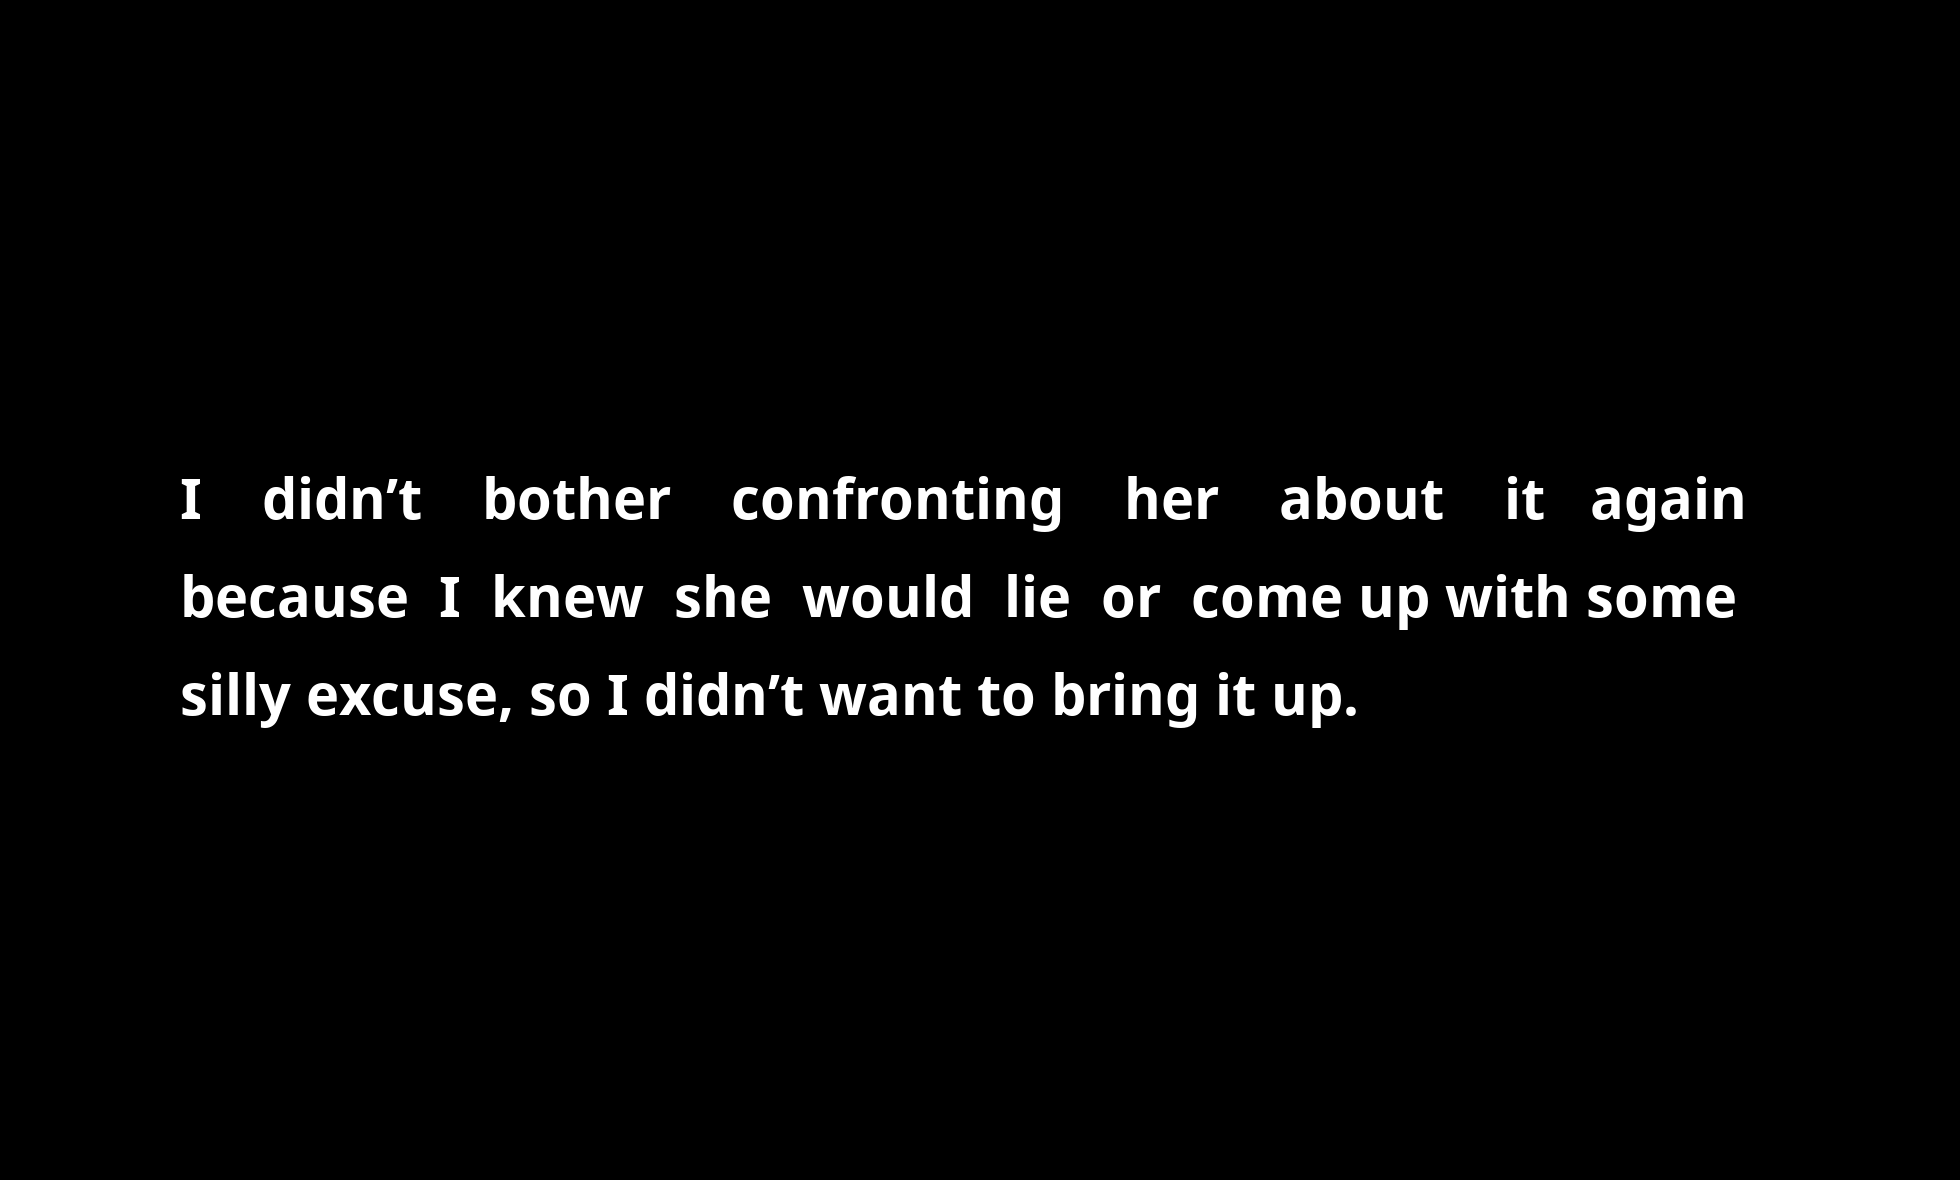 I didn’t bother confronting her about it again
because I knew she would lie or come up with some
silly excuse, so I didn’t want to bring it up.